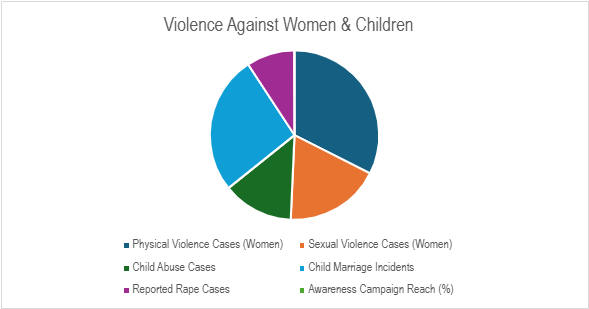 Violence Against Women & Children
Physical Violence Cases (Women) Sexual Violence Cases (Women)
Child Abuse Cases Child Marriage Incidents
Reported Rape Cases Awareness Campaign Reach (%)